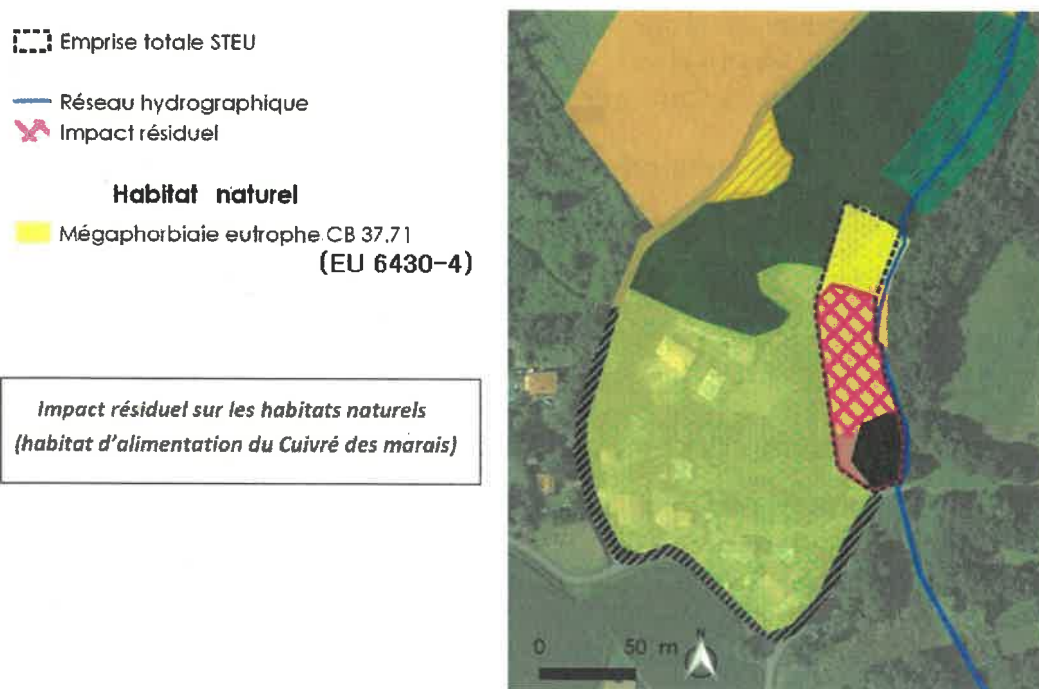 Emprise totale STEU
Réseau hydrographique
Impact résiduel
Habitat naturel
Mégaphorbiaie eutrophe CB 37.71
(EU 6430-4)
Impact résiduel sur les habitats naturels
(habitat d'alimentation du Cuivré des marais)
0 50 m N